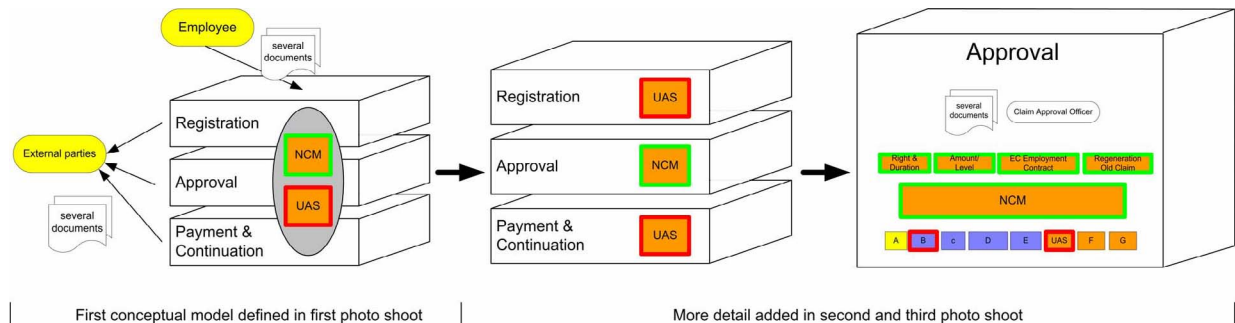 Employee
several
documents
Registration
External parties
NCM
Approval
UAS
several
documents
Payment &
Continuation
Registration
UAS
Approval
NCM
Payment &
Continuation
UAS
Approval
several
documents
Claim Approval Officer
Right &
Duration
Amount/
Level
EC Employment
Contract
Regeneration
Old Claim
NCM
A
B
c
D
E
UAS
F
G
First conceptual model defined in first photo shoot
More detail added in second and third photo shoot